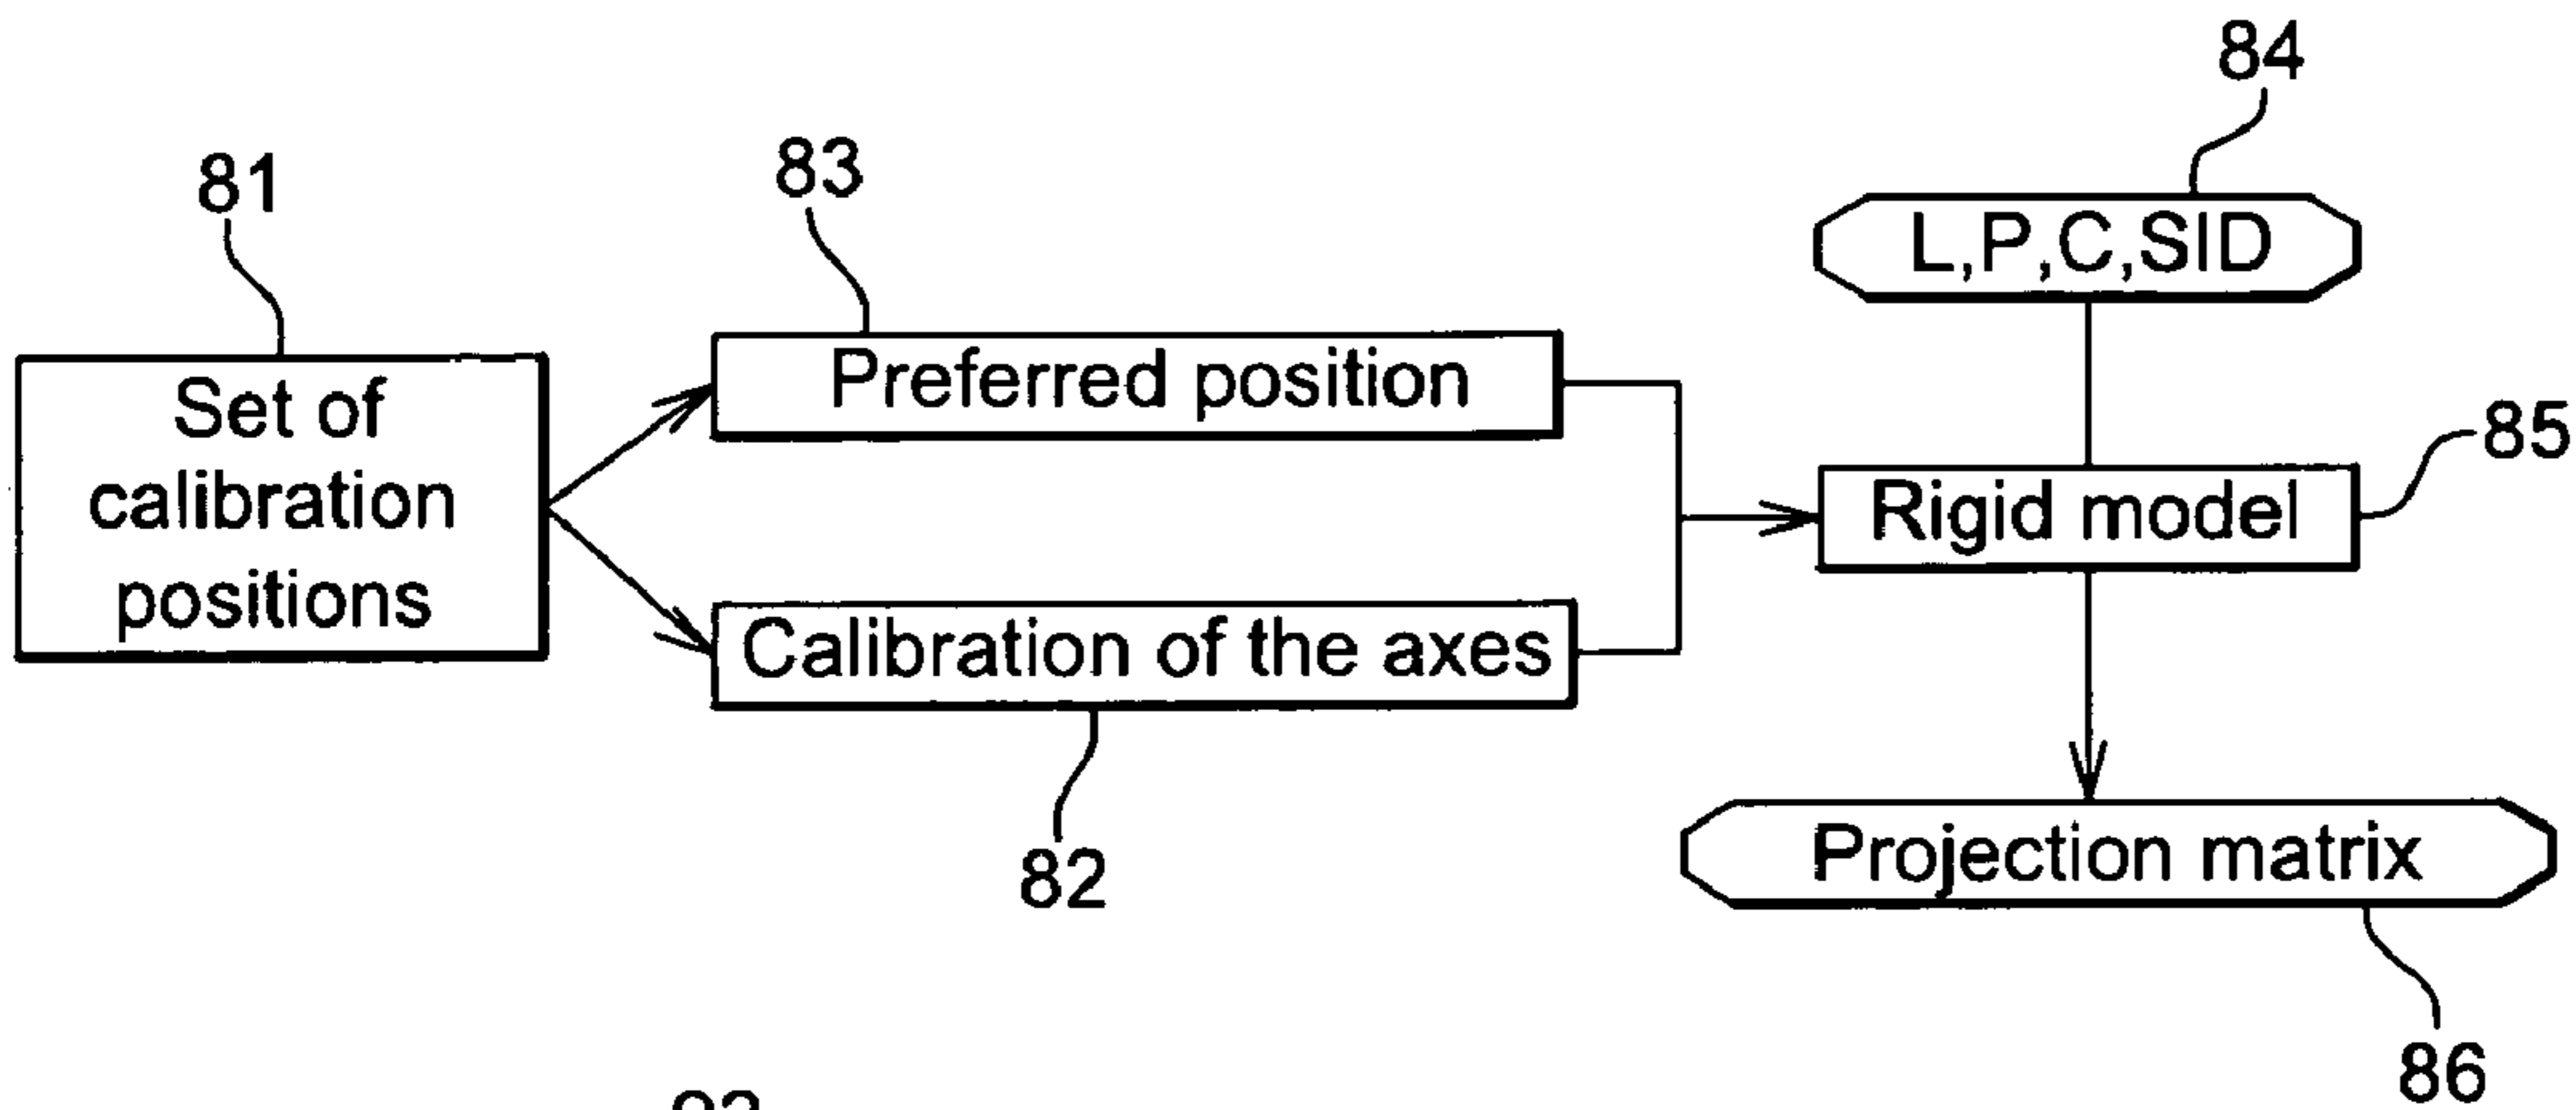 84
83
81
L,P,C,SID
Preferred position
85
Set of
calibration
positions
Rigid model
Calibration of the axes
82
Projection matrix
86